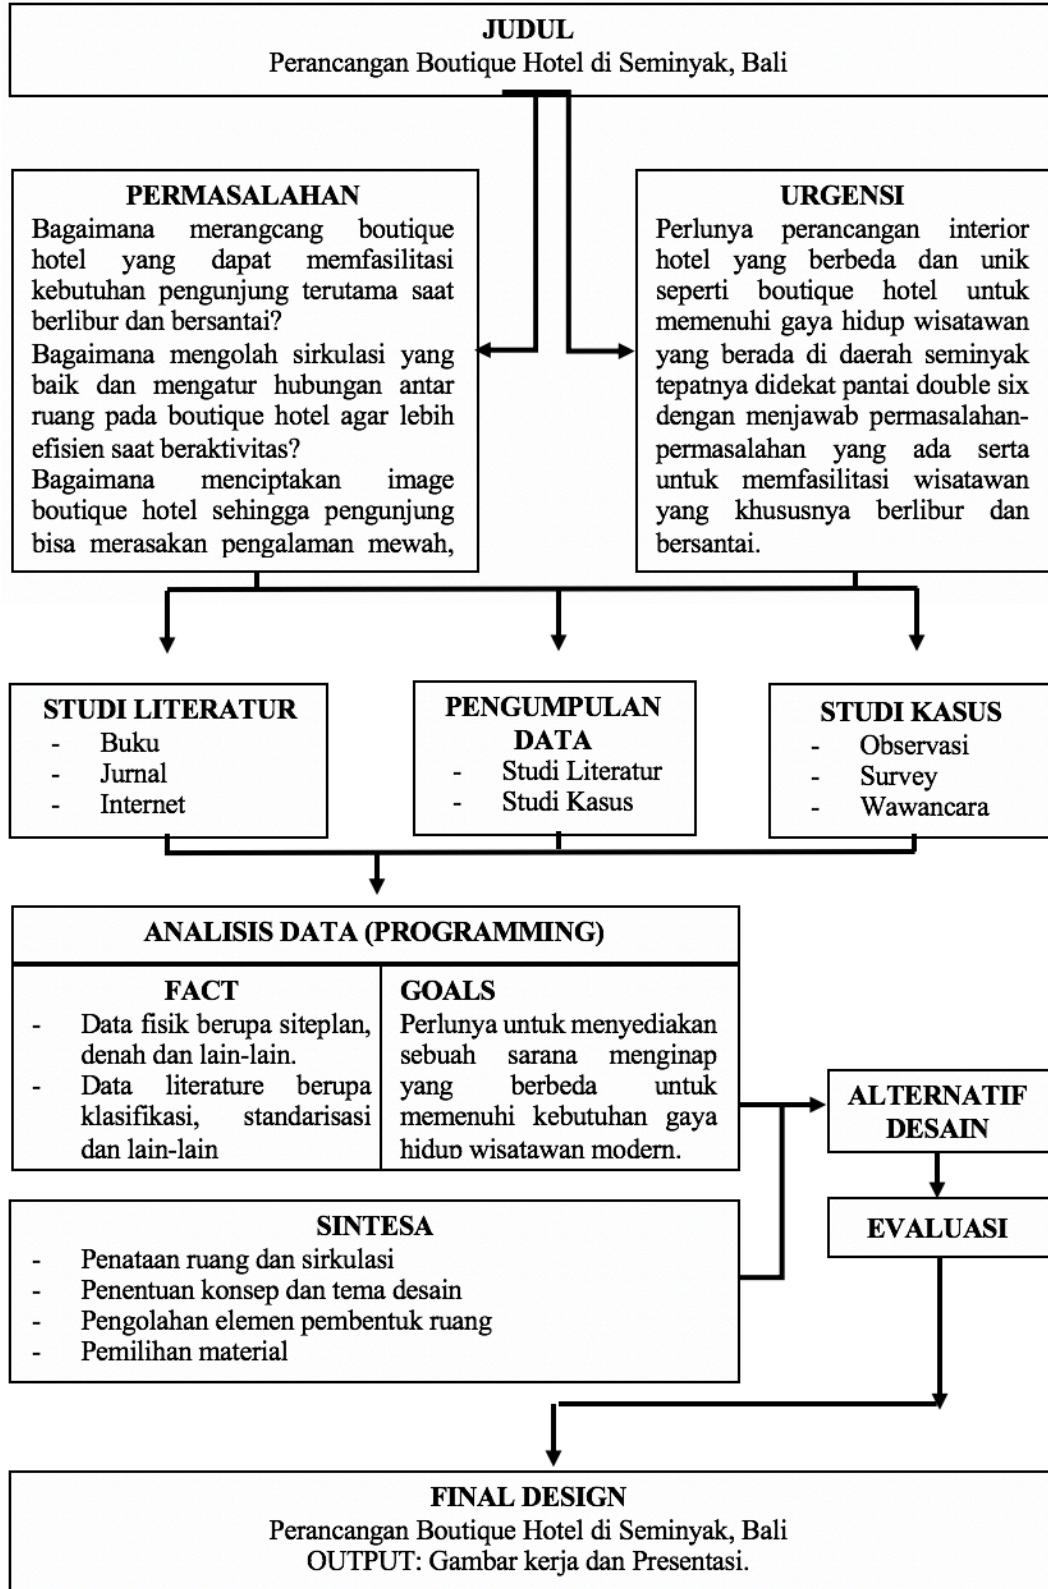 JUDUL
Perancangan Boutique Hotel di Seminyak, Bali
PERMASALAHAN
Bagaimana merangcang boutique
hotel yang dapat memfasilitasi
kebutuhan pengunjung terutama saat
berlibur dan bersantai?
Bagaimana mengolah sirkulasi yang
baik dan mengatur hubungan antar
ruang pada boutique hotel agar lebih
efisien saat beraktivitas?
Bagaimana menciptakan image
boutique hotel sehingga pengunjung
bisa merasakan pengalaman mewah,
URGENSI
Perlunya perancangan interior
hotel yang berbeda dan unik
seperti boutique hotel untuk
memenuhi gaya hidup wisatawan
yang berada di daerah seminyak
tepatnya didekat pantai double six
dengan menjawab permasalahan-
permasalahan yang ada serta
untuk memfasilitasi wisatawan
yang khususnya berlibur dan
bersantai.
STUDI LITERATUR
- Buku
- Jurnal
- Internet
PENGUMPULAN
DATA
- Studi Literatur
- Studi Kasus
STUDI KASUS
- Observasi
- Survey
- Wawancara
ANALISIS DATA (PROGRAMMING)
FACT
- Data fisik berupa siteplan,
denah dan lain-lain.
- Data literature berupa
klasifikasi, standarisasi
dan lain-lain
GOALS
Perlunya untuk menyediakan
sebuah sarana menginap
yang berbeda untuk
memenuhi kebutuhan gaya
hidup wisatawan modern.
ALTERNATIF
DESAIN
EVALUASI
SINTESA
- Penataan ruang dan sirkulasi
- Penentuan konsep dan tema desain
- Pengolahan elemen pembentuk ruang
- Pemilihan material
FINAL DESIGN
Perancangan Boutique Hotel di Seminyak, Bali
OUTPUT: Gambar kerja dan Presentasi.